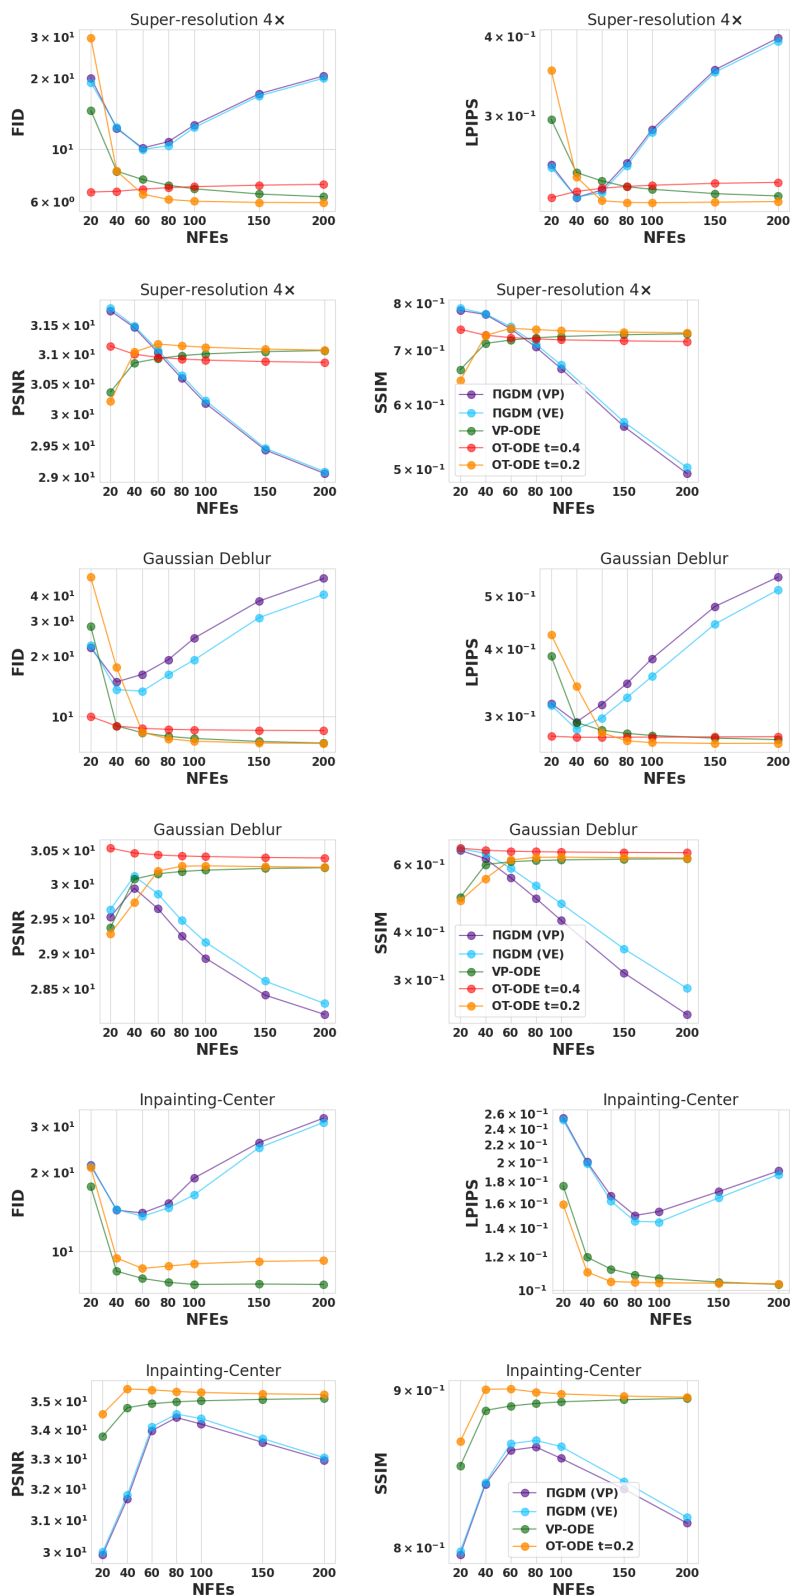 Super-resolution 4×
FID
3 × 10¹
2 × 10¹
10¹
6 × 10⁰
20 40 60 80 100 150 200
NFEs
Super-resolution 4×
LPIPS
4 × 10⁻¹
3 × 10⁻¹
20 40 60 80 100 150 200
NFEs
Super-resolution 4×
PSNR
3.15 × 10¹
3.1 × 10¹
3.05 × 10¹
3 × 10¹
2.95 × 10¹
2.9 × 10¹
20 40 60 80 100 150 200
NFEs
Super-resolution 4×
SSIM
8 × 10⁻¹
7 × 10⁻¹
6 × 10⁻¹
5 × 10⁻¹
ΠGDM (VP)
ΠGDM (VE)
VP-ODE
OT-ODE t=0.4
OT-ODE t=0.2
20 40 60 80 100 150 200
NFEs
Gaussian Deblur
FID
4 × 10¹
3 × 10¹
2 × 10¹
10¹
20 40 60 80 100 150 200
NFEs
Gaussian Deblur
LPIPS
5 × 10⁻¹
4 × 10⁻¹
3 × 10⁻¹
20 40 60 80 100 150 200
NFEs
Gaussian Deblur
PSNR
3.05 × 10¹
3 × 10¹
2.95 × 10¹
2.9 × 10¹
2.85 × 10¹
20 40 60 80 100 150 200
NFEs
Gaussian Deblur
SSIM
6 × 10⁻¹
4 × 10⁻¹
3 × 10⁻¹
ΠGDM (VP)
ΠGDM (VE)
VP-ODE
OT-ODE t=0.4
OT-ODE t=0.2
20 40 60 80 100 150 200
NFEs
Inpainting-Center
FID
3 × 10¹
2 × 10¹
10¹
20 40 60 80 100 150 200
NFEs
Inpainting-Center
LPIPS
2.6 × 10⁻¹
2.4 × 10⁻¹
2.2 × 10⁻¹
2 × 10⁻¹
1.8 × 10⁻¹
1.6 × 10⁻¹
1.4 × 10⁻¹
1.2 × 10⁻¹
10⁻¹
20 40 60 80 100 150 200
NFEs
Inpainting-Center
PSNR
3.5 × 10¹
3.4 × 10¹
3.3 × 10¹
3.2 × 10¹
3.1 × 10¹
3 × 10¹
20 40 60 80 100 150 200
NFEs
Inpainting-Center
SSIM
9 × 10⁻¹
8 × 10⁻¹
ΠGDM (VP)
ΠGDM (VE)
VP-ODE
OT-ODE t=0.2
20 40 60 80 100 150 200
NFEs